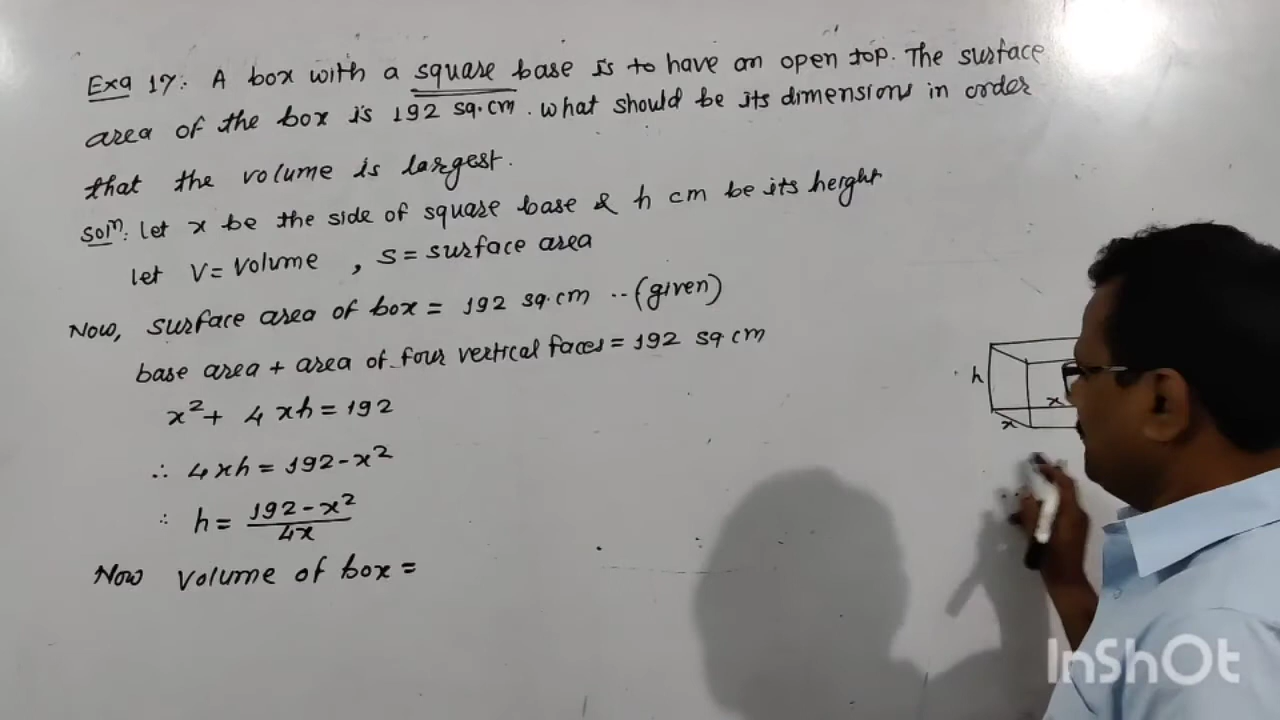 Exa 17: A box with a square base is to have an open top. The surface
area of the box is 192 sq.cm. what should be its dimensions in order
that the volume is largest.
Solⁿ: let x be the side of square base & h cm be its height
let V = volume , S = surface area
Now, surface area of box = 192 sq.cm ..(given)
base area + area of four vertical faces = 192 sq cm
x² + 4xh = 192
∴ 4xh = 192 - x²
∴ h = (192 - x²)/4x
Now volume of box =
h
x
x
InShOt